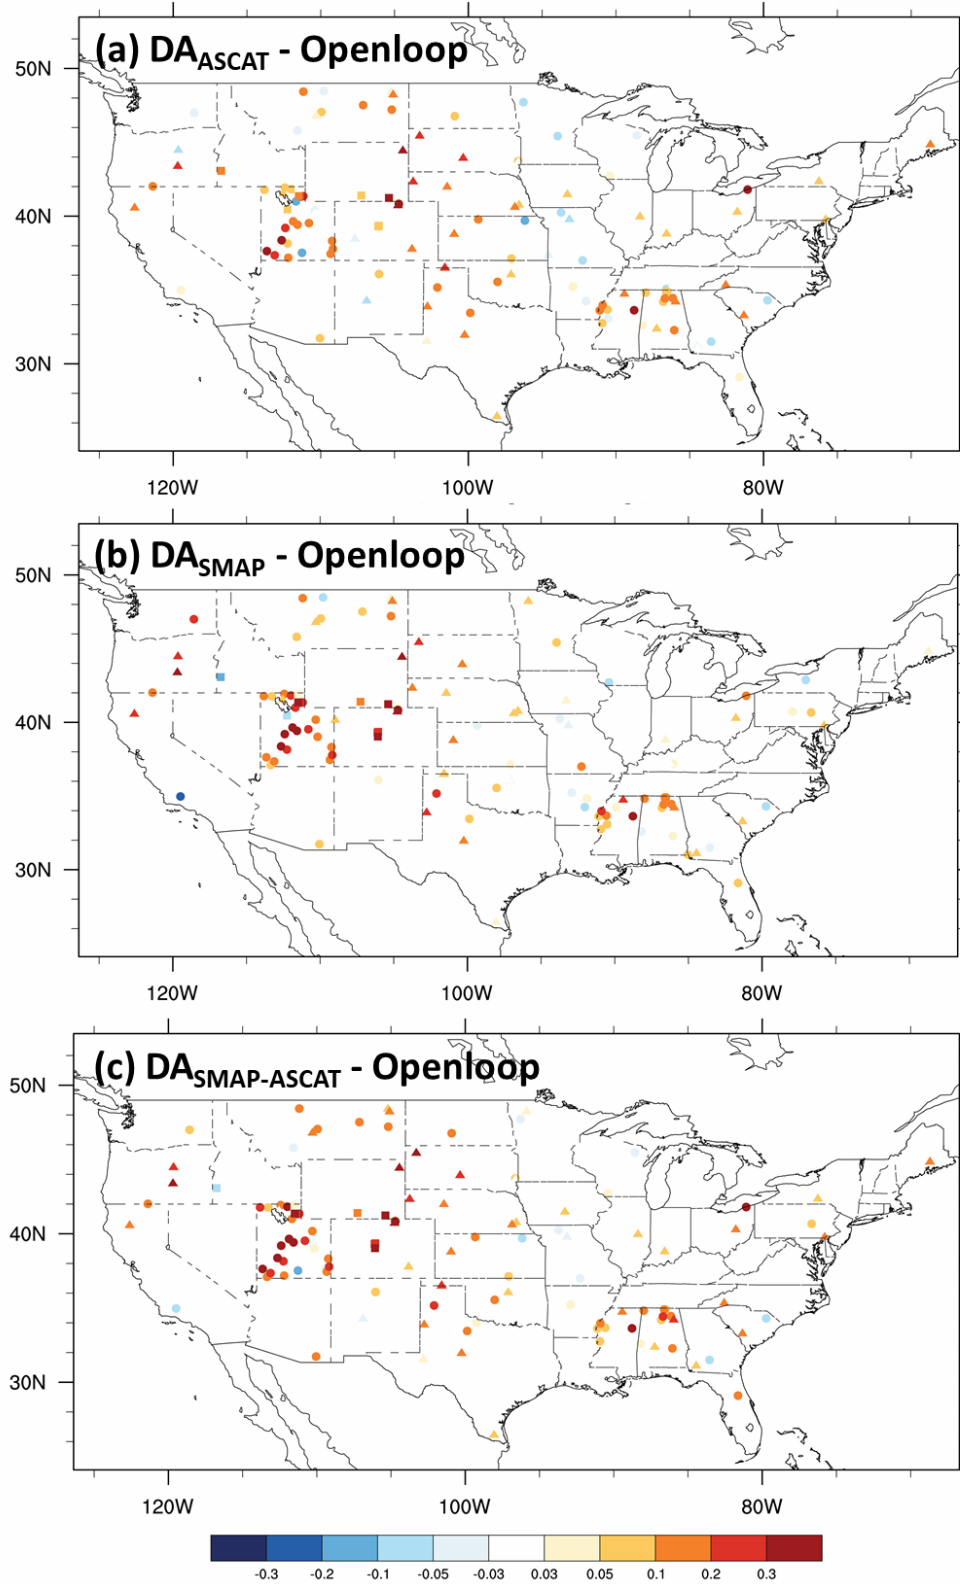 (a) DAASCAT - Openloop
50N
40N
30N
120W 100W 80W
(b) DASMAP - Openloop
50N
40N
30N
120W 100W 80W
(c) DASMAP-ASCAT - Openloop
50N
40N
30N
120W 100W 80W
-0.3 -0.2 -0.1 -0.05 -0.03 0.03 0.05 0.1 0.2 0.3